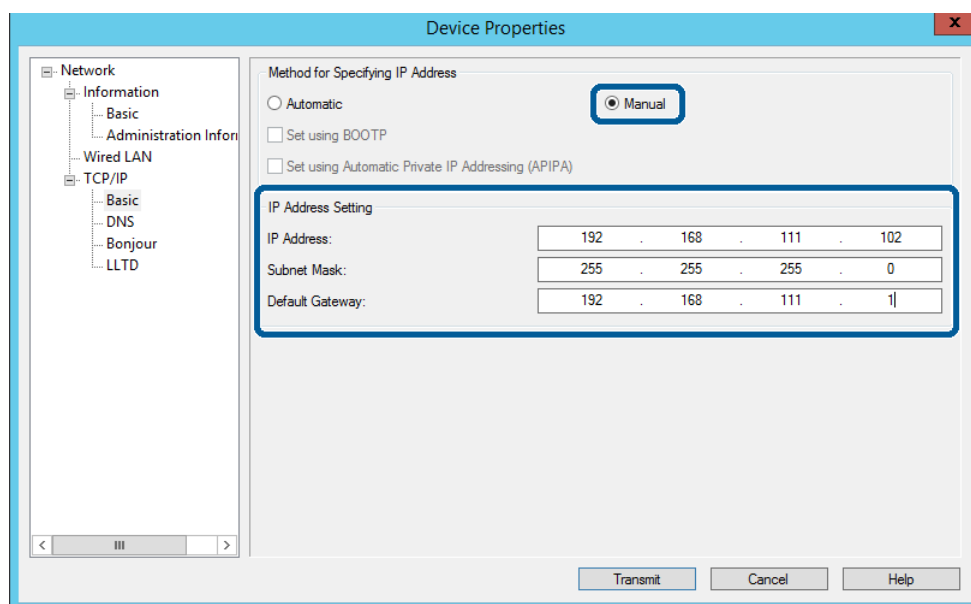 Device Properties
x
Network
Information
Basic
Administration Infor
Wired LAN
TCP/IP
Basic
DNS
Bonjour
LLTD
Method for Specifying IP Address
Automatic
Manual
Set using BOOTP
Set using Automatic Private IP Addressing (APIPA)
IP Address Setting
IP Address: 192 . 168 . 111 . 102
Subnet Mask: 255 . 255 . 255 . 0
Default Gateway: 192 . 168 . 111 . 1
Transmit Cancel Help